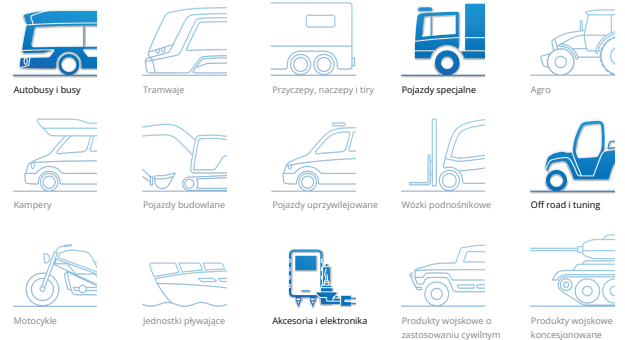 Autobusy i busy
Tramwaje
Przyczepy, naczepy i tiry
Pojazdy specjalne
Agro
Kampery
Pojazdy budowlane
Pojazdy uprzywilejowane
Wózki podnośnikowe
Off road i tuning
Motocykle
Jednostki pływające
Akcesoria i elektronika
Produkty wojskowe o
zastosowaniu cywilnym
Produkty wojskowe
koncesjonowane